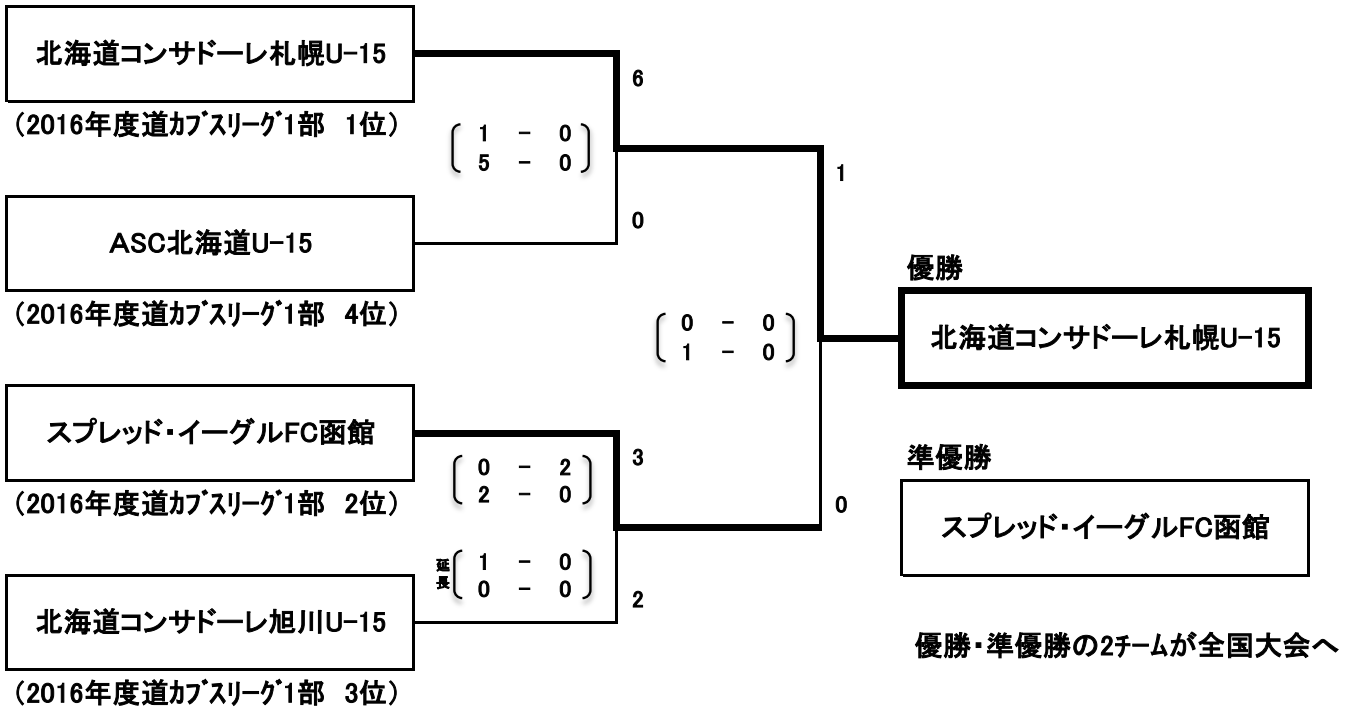 北海道コンサドーレ札幌U-15
（2016年度道ｶﾌﾞｽﾘｰｸﾞ1部　1位）
6
1 - 0
5 - 0
1
ASC北海道U-15
0
（2016年度道ｶﾌﾞｽﾘｰｸﾞ1部　4位）
優勝
0 - 0
1 - 0
北海道コンサドーレ札幌U-15
スプレッド・イーグルFC函館
（2016年度道ｶﾌﾞｽﾘｰｸﾞ1部　2位）
3
0 - 2
2 - 0
0
準優勝
スプレッド・イーグルFC函館
延長
1 - 0
0 - 0
2
北海道コンサドーレ旭川U-15
（2016年度道ｶﾌﾞｽﾘｰｸﾞ1部　3位）
優勝・準優勝の2ﾁｰﾑが全国大会へ